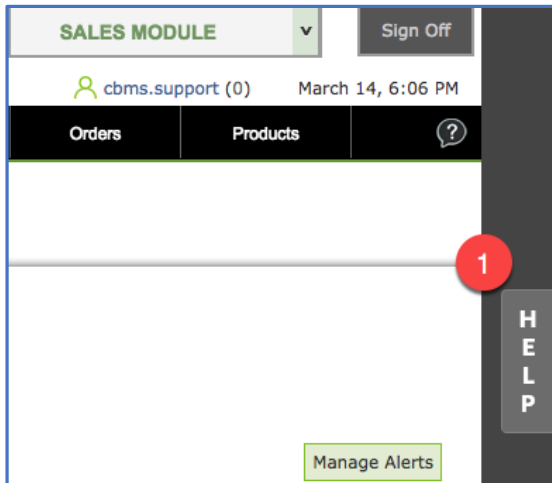 SALES MODULE v Sign Off
cbms.support (0) March 14, 6:06 PM
Orders Products ?
1
H
E
L
P
Manage Alerts